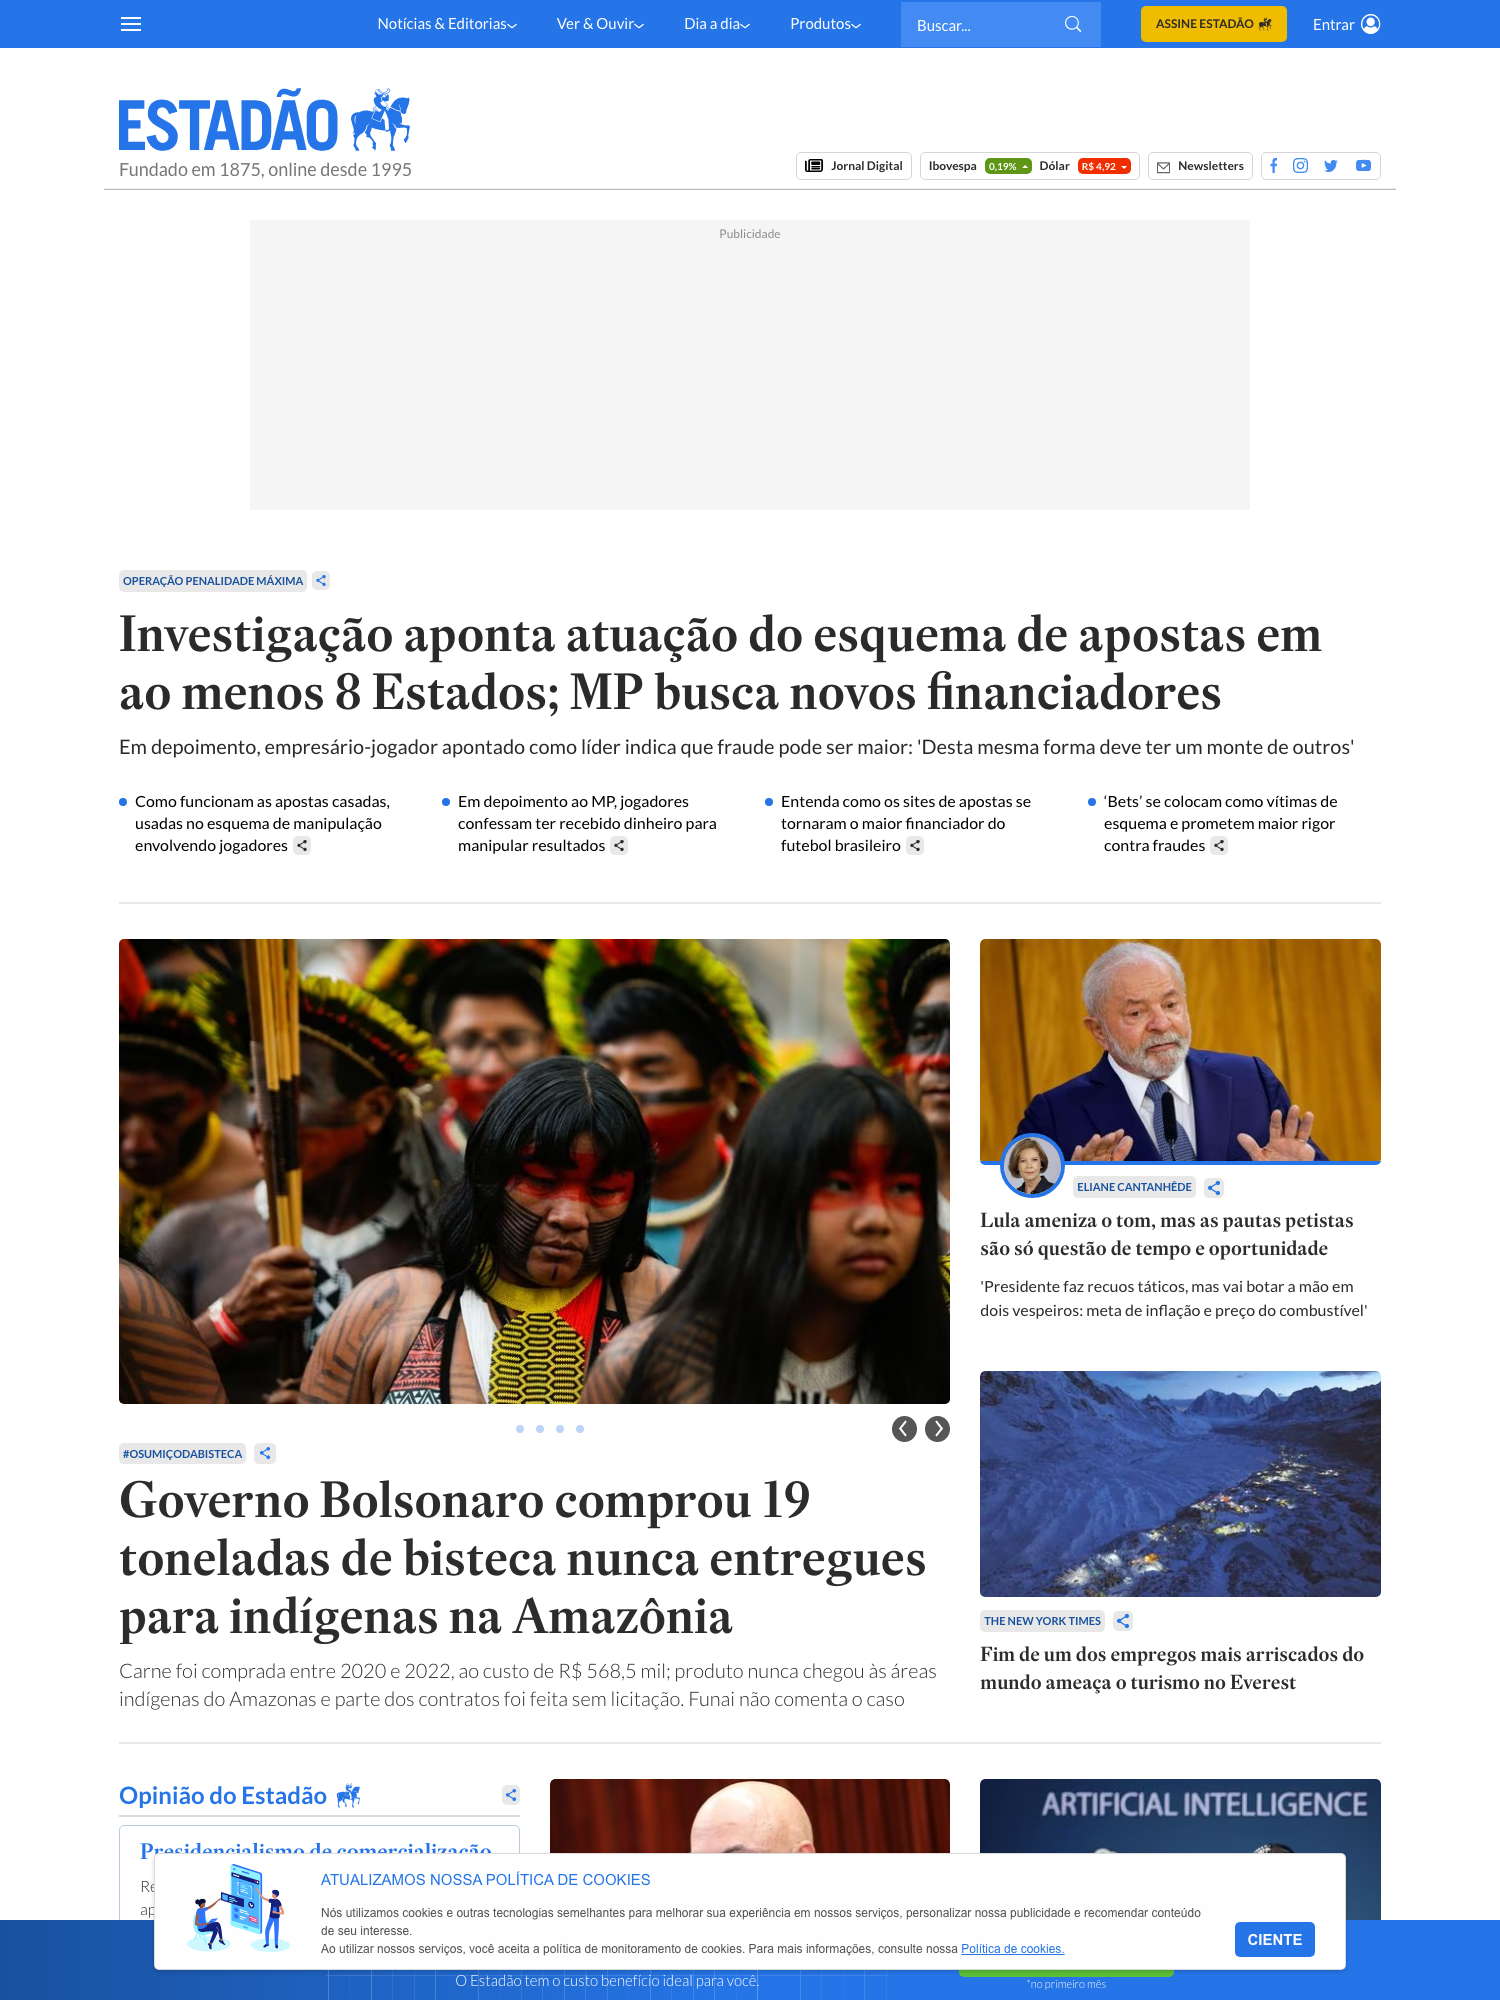 Notícias & Editorias
Ver & Ouvir
Dia a dia
Produtos
Buscar...
ASSINE ESTADÃO
Entrar
ESTADÃO
Fundado em 1875, online desde 1995
Jornal Digital
Ibovespa 0,19% Dólar R$ 4,92
Newsletters
Publicidade
OPERAÇÃO PENALIDADE MÁXIMA
Investigação aponta atuação do esquema de apostas em
ao menos 8 Estados; MP busca novos financiadores
Em depoimento, empresário-jogador apontado como líder indica que fraude pode ser maior: 'Desta mesma forma deve ter um monte de outros'
Como funcionam as apostas casadas,
usadas no esquema de manipulação
envolvendo jogadores
Em depoimento ao MP, jogadores
confessam ter recebido dinheiro para
manipular resultados
Entenda como os sites de apostas se
tornaram o maior financiador do
futebol brasileiro
‘Bets’ se colocam como vítimas de
esquema e prometem maior rigor
contra fraudes
#OSUMIÇODABISTECA
Governo Bolsonaro comprou 19
toneladas de bisteca nunca entregues
para indígenas na Amazônia
Carne foi comprada entre 2020 e 2022, ao custo de R$ 568,5 mil; produto nunca chegou às áreas
indígenas do Amazonas e parte dos contratos foi feita sem licitação. Funai não comenta o caso
ELIANE CANTANHÊDE
Lula ameniza o tom, mas as pautas petistas
são só questão de tempo e oportunidade
'Presidente faz recuos táticos, mas vai botar a mão em
dois vespeiros: meta de inflação e preço do combustível'
THE NEW YORK TIMES
Fim de um dos empregos mais arriscados do
mundo ameaça o turismo no Everest
Opinião do Estadão
Presidencialismo de comercialização
ARTIFICIAL INTELLIGENCE
ATUALIZAMOS NOSSA POLÍTICA DE COOKIES
Nós utilizamos cookies e outras tecnologias semelhantes para melhorar sua experiência em nossos serviços, personalizar nossa publicidade e recomendar conteúdo
de seu interesse.
Ao utilizar nossos serviços, você aceita a política de monitoramento de cookies. Para mais informações, consulte nossa Política de cookies.
CIENTE
O Estadão tem o custo benefício ideal para você.
*no primeiro mês